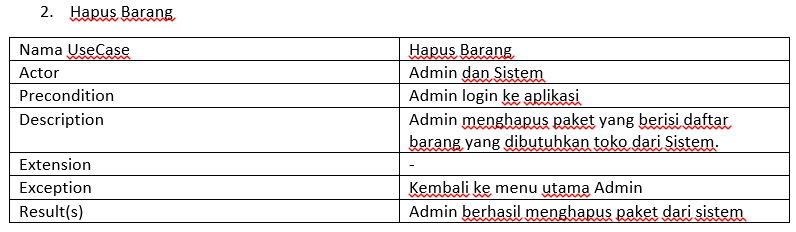 2. Hapus Barang
Nama UseCase Hapus Barang
Actor Admin dan Sistem
Precondition Admin login ke aplikasi
Description Admin menghapus paket yang berisi daftar
barang yang dibutuhkan toko dari Sistem.
Extension -
Exception Kembali ke menu utama Admin
Result(s) Admin berhasil menghapus paket dari sistem